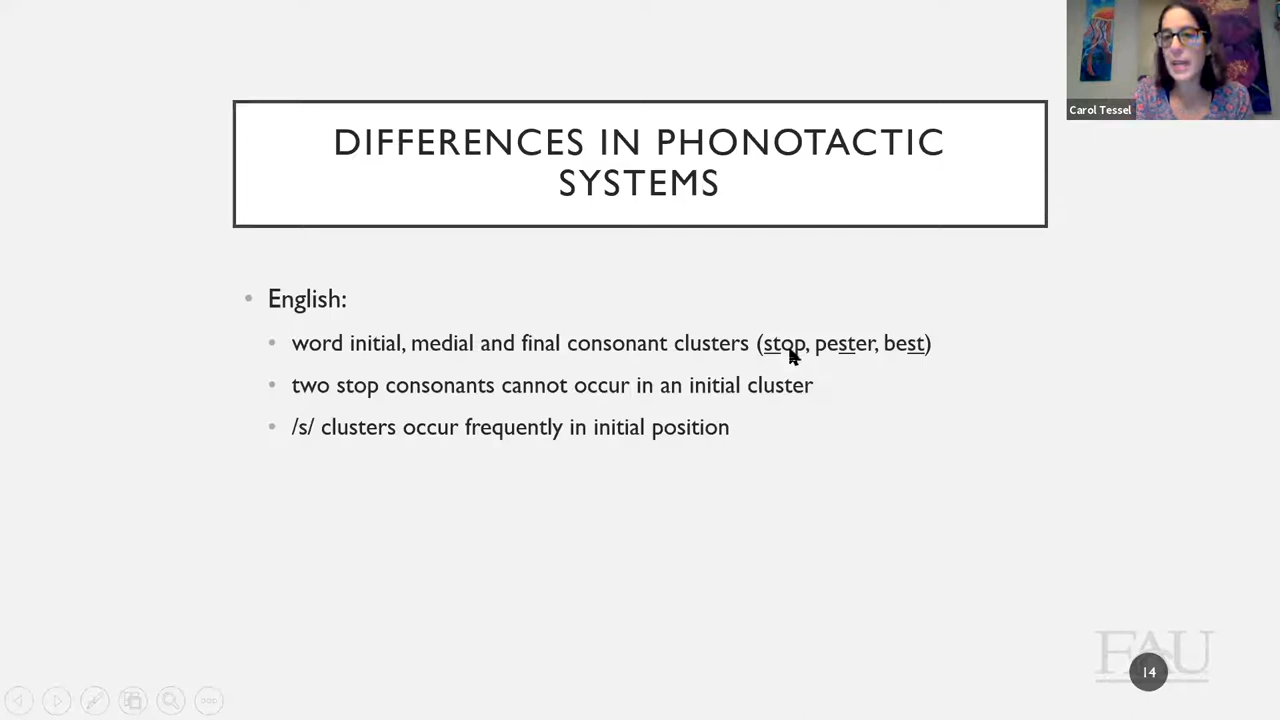 Carol Tessel
DIFFERENCES IN PHONOTACTIC
SYSTEMS
• English:
• word initial, medial and final consonant clusters (stop, pester, best)
• two stop consonants cannot occur in an initial cluster
• /s/ clusters occur frequently in initial position
FAU
14